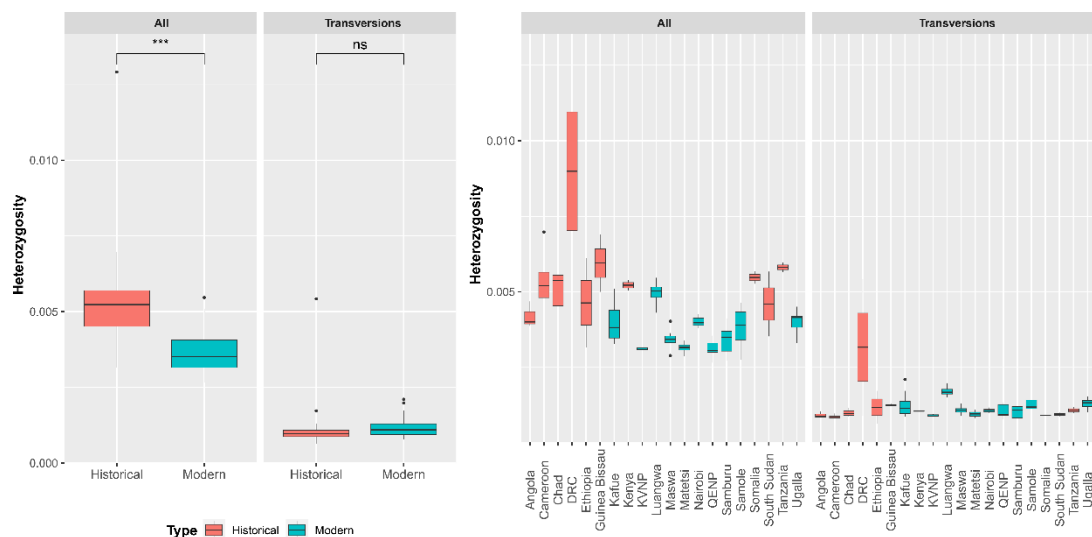 All
Transversions
***
ns
Heterozygosity
0.010
0.005
0.000
Historical
Modern
Historical
Modern
Type Historical Modern
All
Transversions
Heterozygosity
0.010
0.005
Angola
Cameroon
Chad
DRC
Ethiopia
Guinea Bissau
Kafue
Kenya
KVNP
Luangwa
Maswa
Matetsi
Nairobi
QENP
Samburu
Samole
Somalia
South Sudan
Tanzania
Ugalla
Angola
Cameroon
Chad
DRC
Ethiopia
Guinea Bissau
Kafue
Kenya
KVNP
Luangwa
Maswa
Matetsi
Nairobi
QENP
Samburu
Samole
Somalia
South Sudan
Tanzania
Ugalla